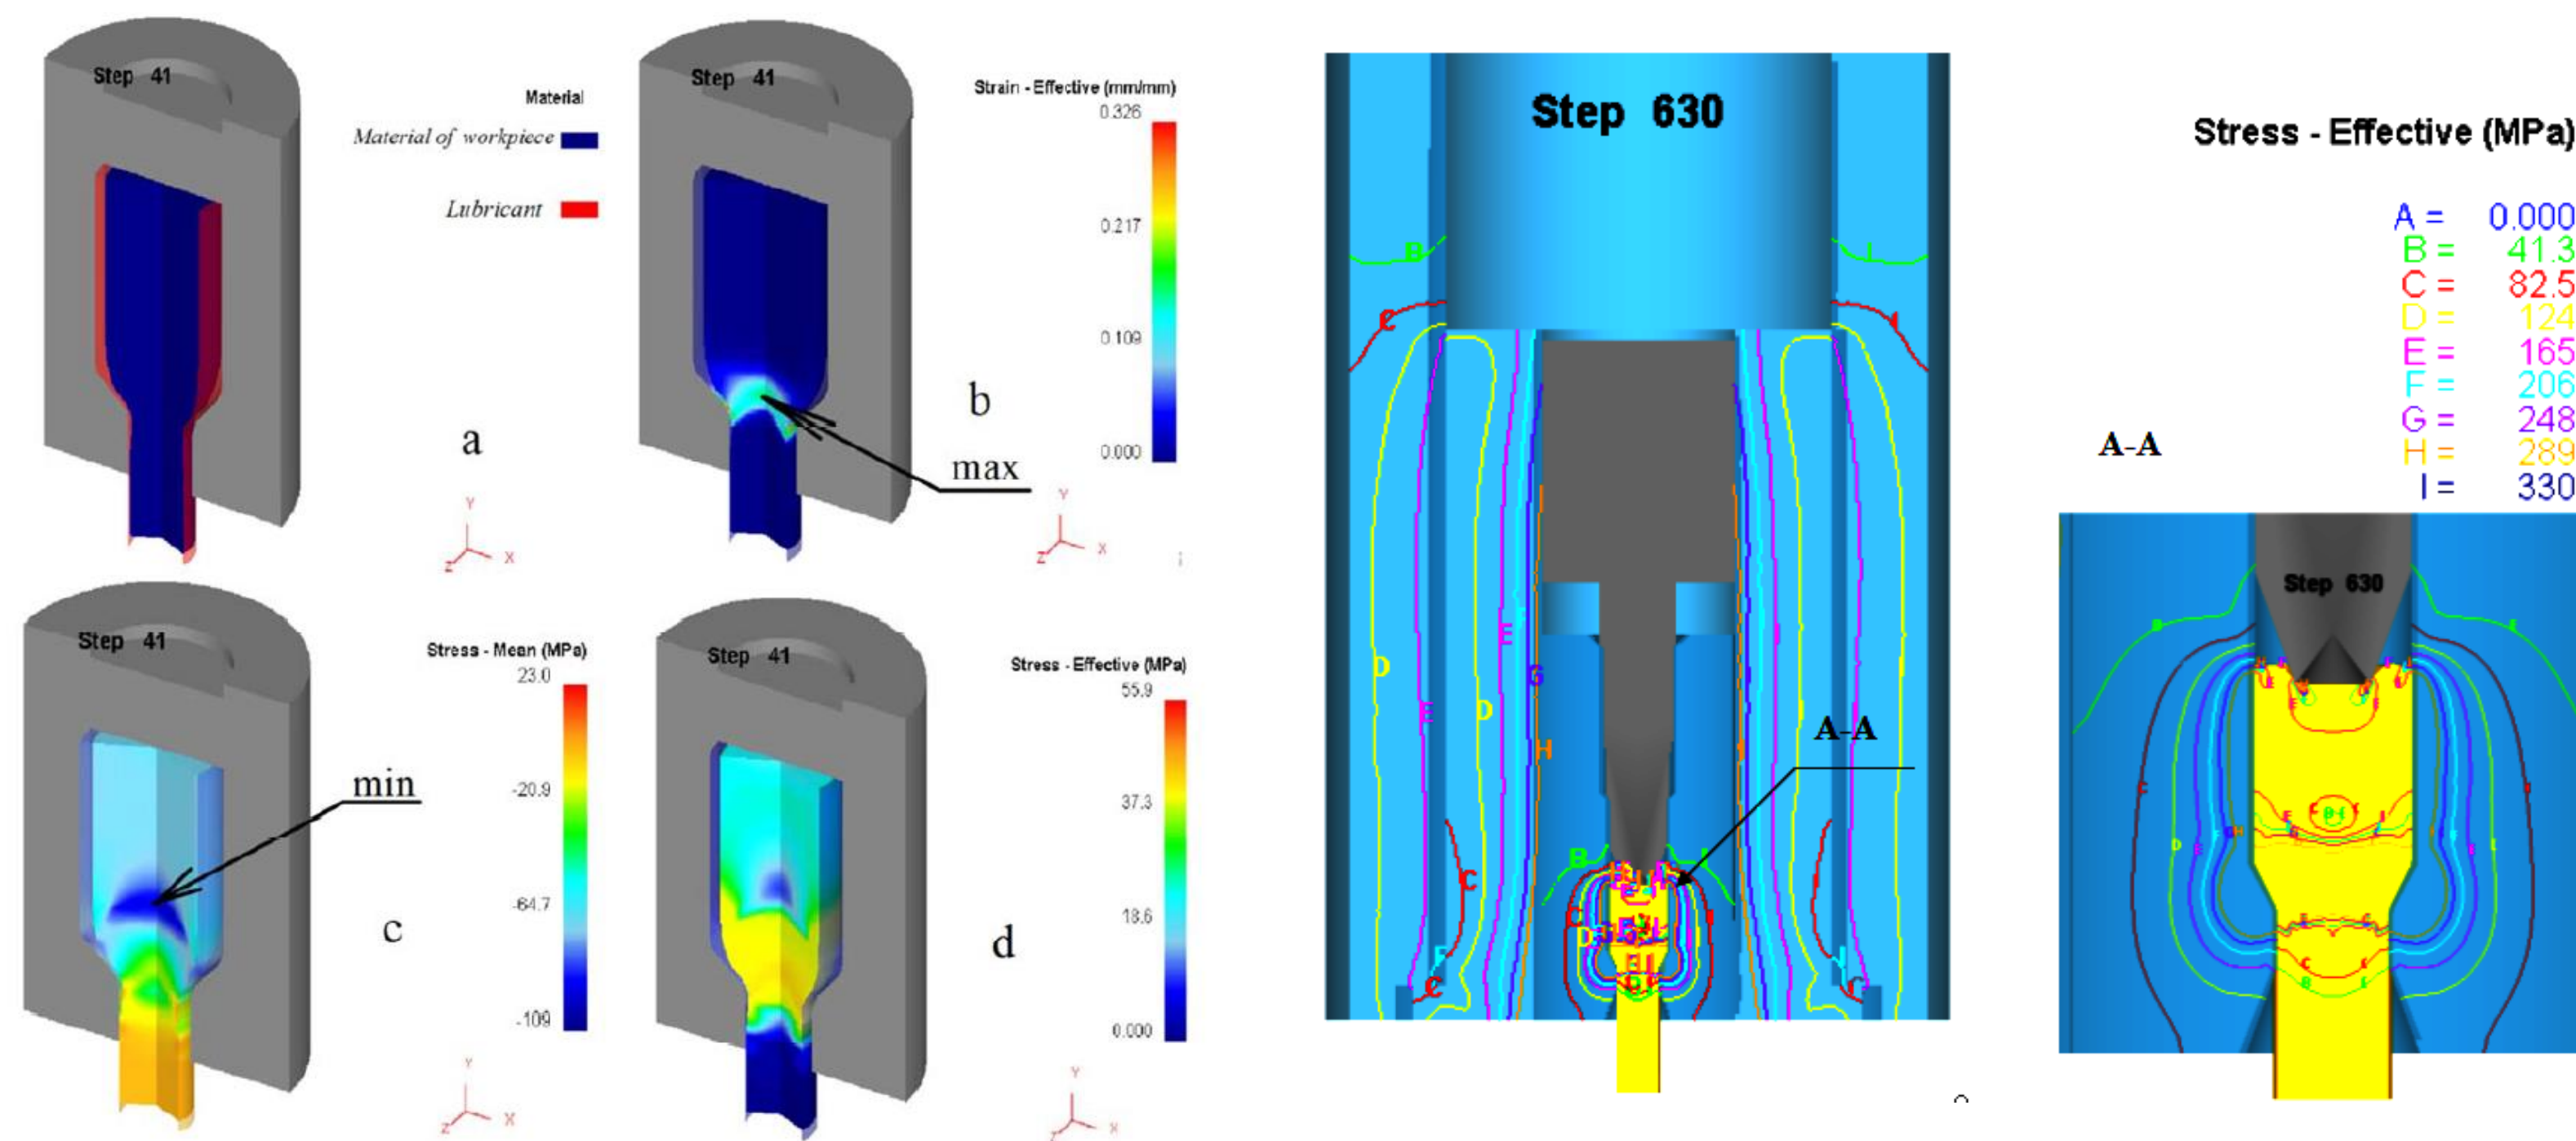 Step 41
Material
Material of workpiece
Lubricant
a
Y
X
Z
Step 41
Strain - Effective (mm/mm)
0.326
0.217
0.109
0.000
b
max
Y
X
Z
Step 41
Stress - Mean (MPa)
23.0
-20.9
-64.7
-109
min
c
Y
X
Z
Step 41
Stress - Effective (MPa)
55.9
37.3
18.6
0.000
d
Y
X
Z
Step 630
B
I
C
I
D
E
E
D
F
G
H
A-A
B
C
C
F
C
C
D
Stress - Effective (MPa)
A = 0.000
B = 41.3
C = 82.5
D = 124
E = 165
F = 206
G = 248
H = 289
I = 330
A-A
Step 630